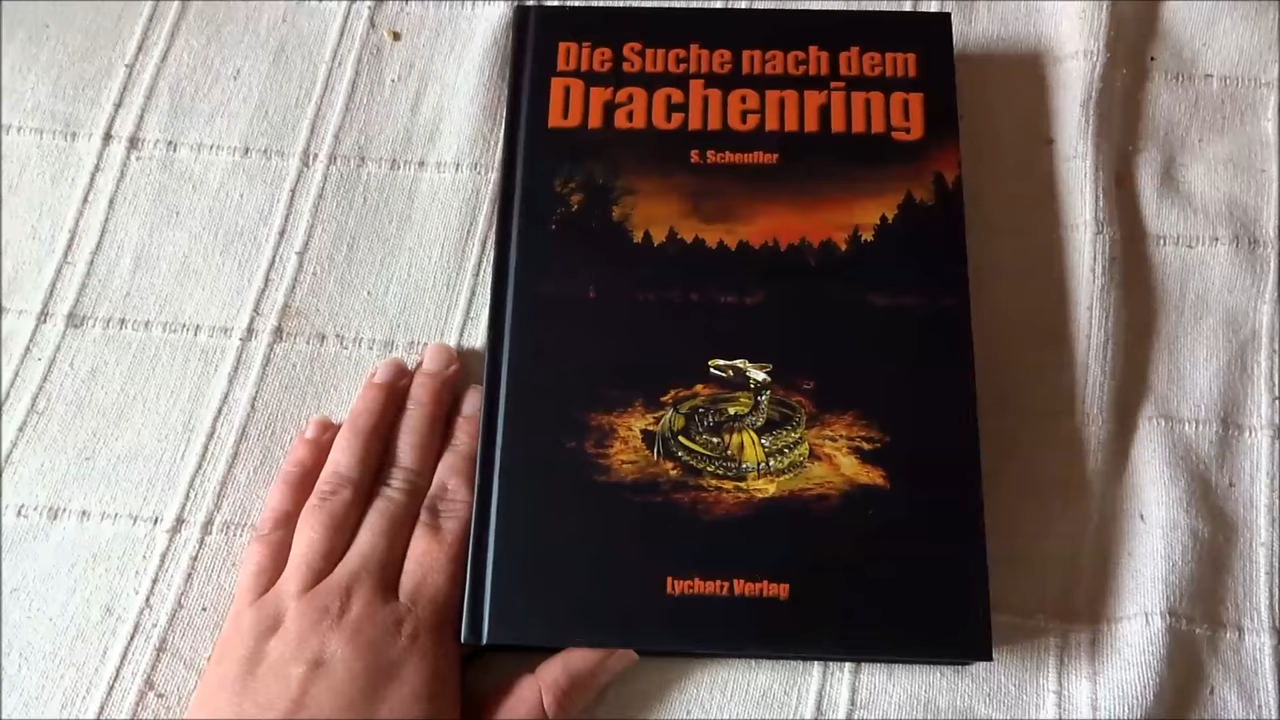 Die Suche nach dem
Drachenring
S. Scheufler
Lychatz Verlag